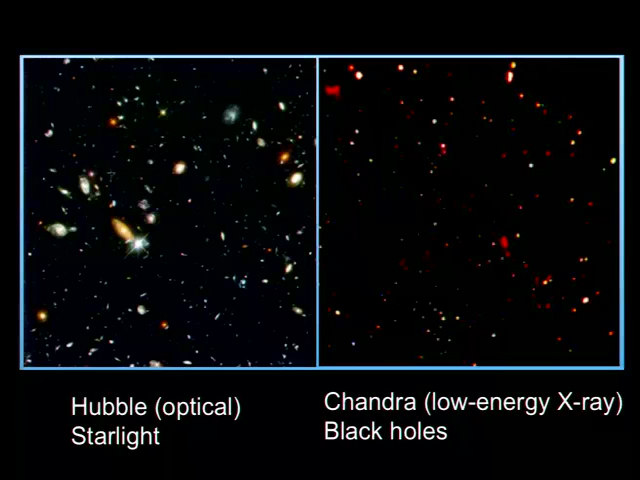 Hubble (optical)
Starlight
Chandra (low-energy X-ray)
Black holes